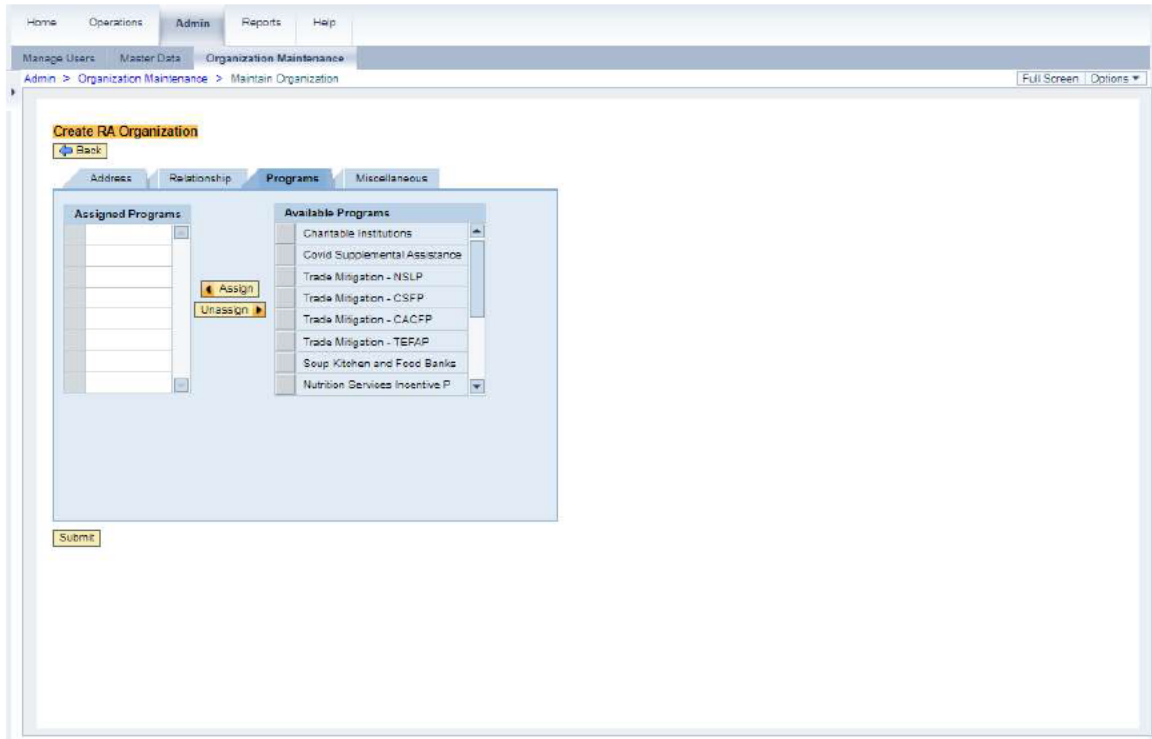 Home Operations Admin Reports Help
Manage Users Master Data Organization Maintenance
Admin > Organization Maintenance > Maintain Organization Full Screen Options
Create RA Organization
Back
Address Relationship Programs Miscellaneous
Assigned Programs Available Programs
Charitable Institutions
Covid Supplemental Assistance
Trade Mitigation - NSLP
Assign
Trade Mitigation - CSFP
Unassign
Trade Mitigation - CACFP
Trade Mitigation - TEFAP
Soup Kitchen and Food Banks
Nutrition Services Incentive P
Submit